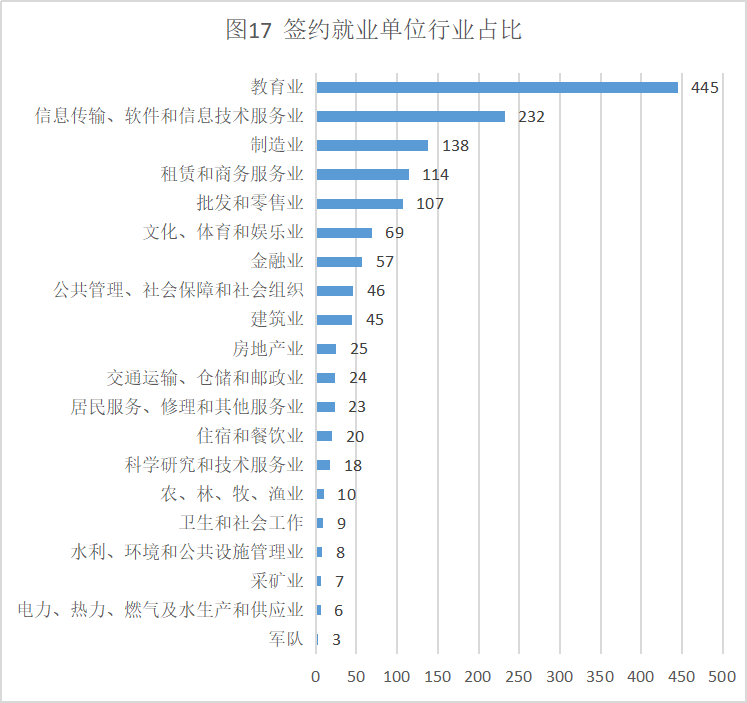 图17 签约就业单位行业占比
教育业 445
信息传输、软件和信息技术服务业 232
制造业 138
租赁和商务服务业 114
批发和零售业 107
文化、体育和娱乐业 69
金融业 57
公共管理、社会保障和社会组织 46
建筑业 45
房地产业 25
交通运输、仓储和邮政业 24
居民服务、修理和其他服务业 23
住宿和餐饮业 20
科学研究和技术服务业 18
农、林、牧、渔业 10
卫生和社会工作 9
水利、环境和公共设施管理业 8
采矿业 7
电力、热力、燃气及水生产和供应业 6
军队 3
0 50 100 150 200 250 300 350 400 450 500